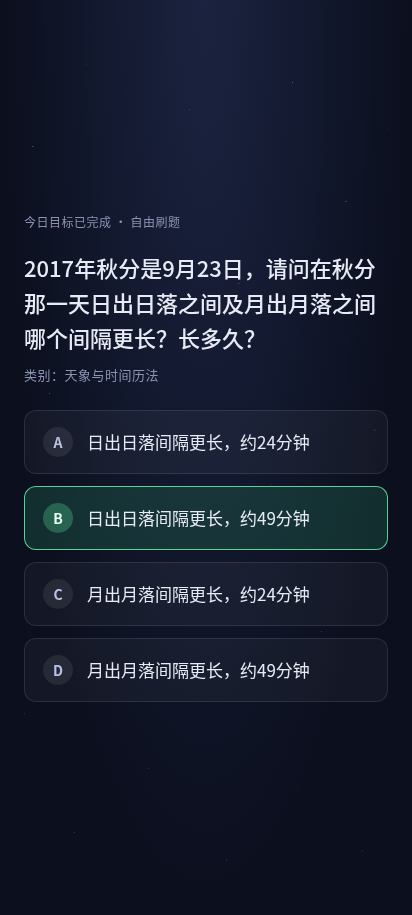 今日目标已完成 · 自由刷题
2017年秋分是9月23日，请问在秋分
那一天日出日落之间及月出月落之间
哪个间隔更长？长多久？
类别：天象与时间历法
A 日出日落间隔更长，约24分钟
B 日出日落间隔更长，约49分钟
C 月出月落间隔更长，约24分钟
D 月出月落间隔更长，约49分钟